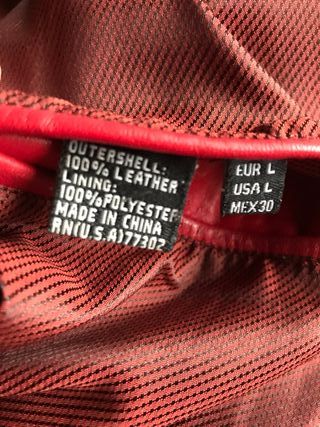 OUTERSHELL:
100% LEATHER
LINING:
100%POLYESTER
MADE IN CHINA
RN(U.S.A)77302
EUR L
USA L
MEX30